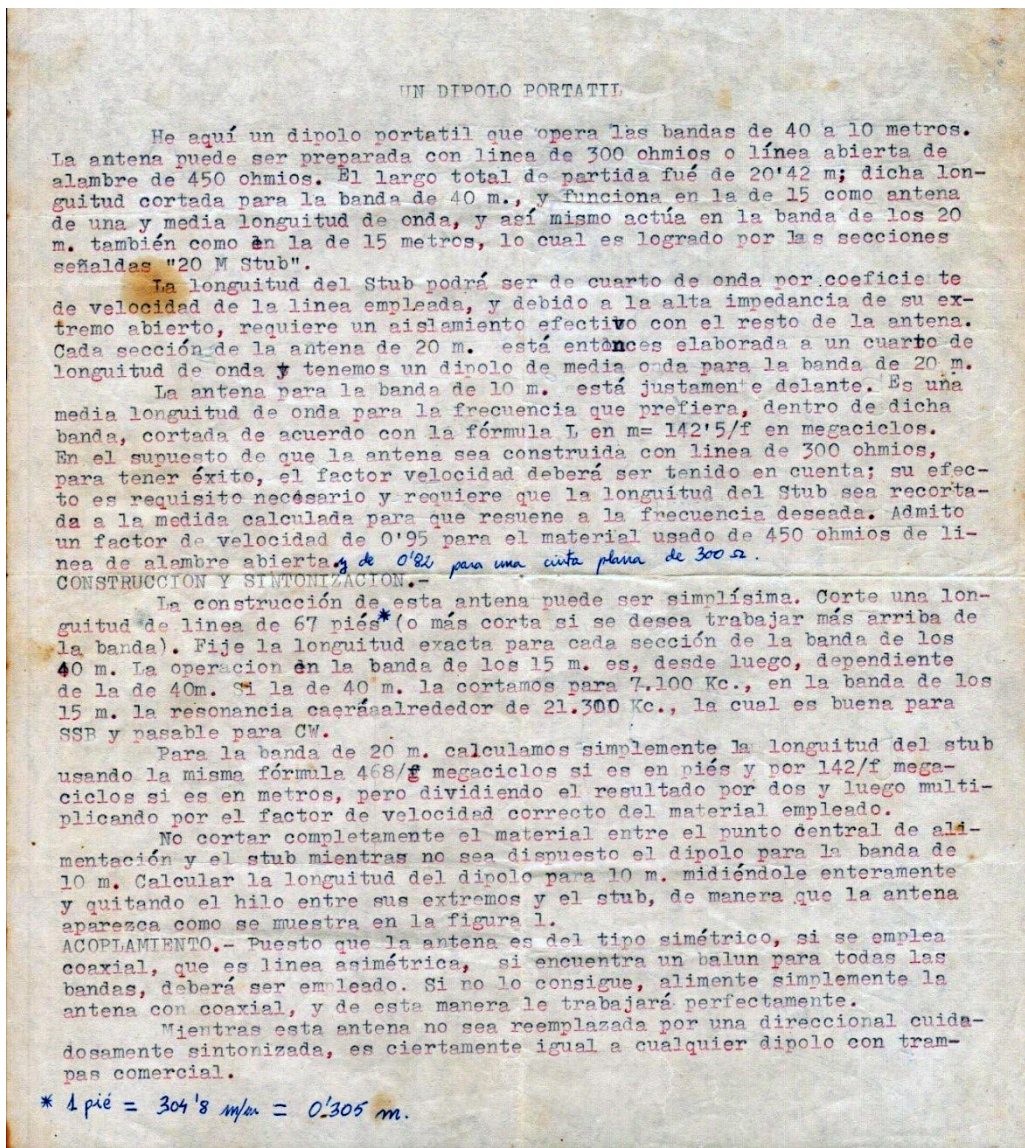 UN DIPOLO PORTATIL
He aquí un dipolo portatil que opera las bandas de 40 a 10 metros.
La antena puede ser preparada con linea de 300 ohmios o línea abierta de
alambre de 450 ohmios. El largo total de partida fué de 20'42 m; dicha lon-
guitud cortada para la banda de 40 m., y funciona en la de 15 como antena
de una y media longuitud de onda, y así mismo actúa en la banda de los 20
m. también como en la de 15 metros, lo cual es logrado por las secciones
señaldas "20 M Stub".
La longuitud del Stub podrá ser de cuarto de onda por coeficie te
de velocidad de la linea empleada, y debido a la alta impedancia de su ex-
tremo abierto, requiere un aislamiento efectivo con el resto de la antena.
Cada sección de la antena de 20 m. está entonces elaborada a un cuarto de
longuitud de onda y tenemos un dipolo de media o da para la banda de 20 m.
La antena para la banda de 10 m. está justamente delante. Es una
media longuitud de onda para la frecuencia que prefiera, dentro de dicha
banda, cortada de acuerdo con la fórmula L en m= 142'5/f en megaciclos.
En el supuesto de que la antena sea construida con linea de 300 ohmios,
para tener éxito, el factor velocidad deberá ser tenido en cuenta; su efec-
to es requisito necesario y requiere que la longuitud del Stub sea recorta-
da a la medida calculada para que resuene a la frecuencia deseada. Admito
un factor de velocidad de 0'95 para el material usado de 450 ohmios de li-
nea de alambre abierta. y de 0'82 para una cinta plana de 300 Ω.
CONSTRUCCION Y SINTONIZACION.-
La construcción de esta antena puede ser simplísima. Corte una lon-
guitud de linea de 67 piés* (o más corta si se desea trabajar más arriba de
la banda). Fije la longuitud exacta para cada sección de la banda de los
40 m. La operacion en la banda de los 15 m. es, desde luego, dependiente
de la de 40m. Si la de 40 m. la cortamos para 7.100 Kc., en la banda de los
15 m. la resonancia caeráaalrededor de 21.300 Kc., la cual es buena para
SSB y pasable para CW.
Para la banda de 20 m. calculamos simplemente la longuitud del stub
usando la misma fórmula 468/f megaciclos si es en piés y por 142/f mega-
ciclos si es en metros, pero dividiendo el resultado por dos y luego multi-
plicando por el factor de velocidad correcto del material empleado.
No cortar completamente el material entre el punto central de ali-
mentación y el stub mientras no sea dispuesto el dipolo para la banda de
10 m. Calcular la longuitud del dipolo para 10 m. midiéndole enteramente
y quitando el hilo entre sus extremos y el stub, de manera que la antena
aparezca como se muestra en la figura 1.
ACOPLAMIENTO.- Puesto que la antena es del tipo simétrico, si se emplea
coaxial, que es linea asimétrica, si encuentra un balun para todas las
bandas, deberá ser empleado. Si no lo consigue, alimente simplemente la
antena con coaxial, y de esta manera le trabajará perfectamente.
Mientras esta antena no sea reemplazada por una direccional cuida-
dosamente sintonizada, es ciertamente igual a cualquier dipolo con tram-
pas comercial.
* 1 pié = 304'8 m/m = 0'305 m.